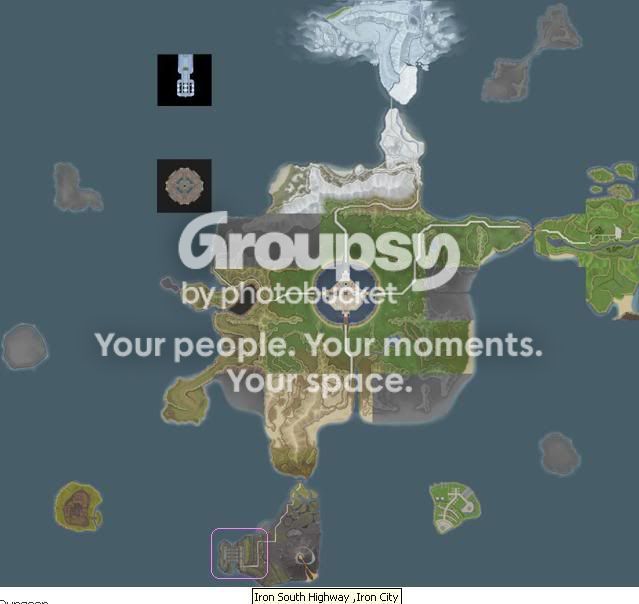 Groupsy
by photobucket
Your people. Your moments.
Your space.
Iron South Highway ,Iron City